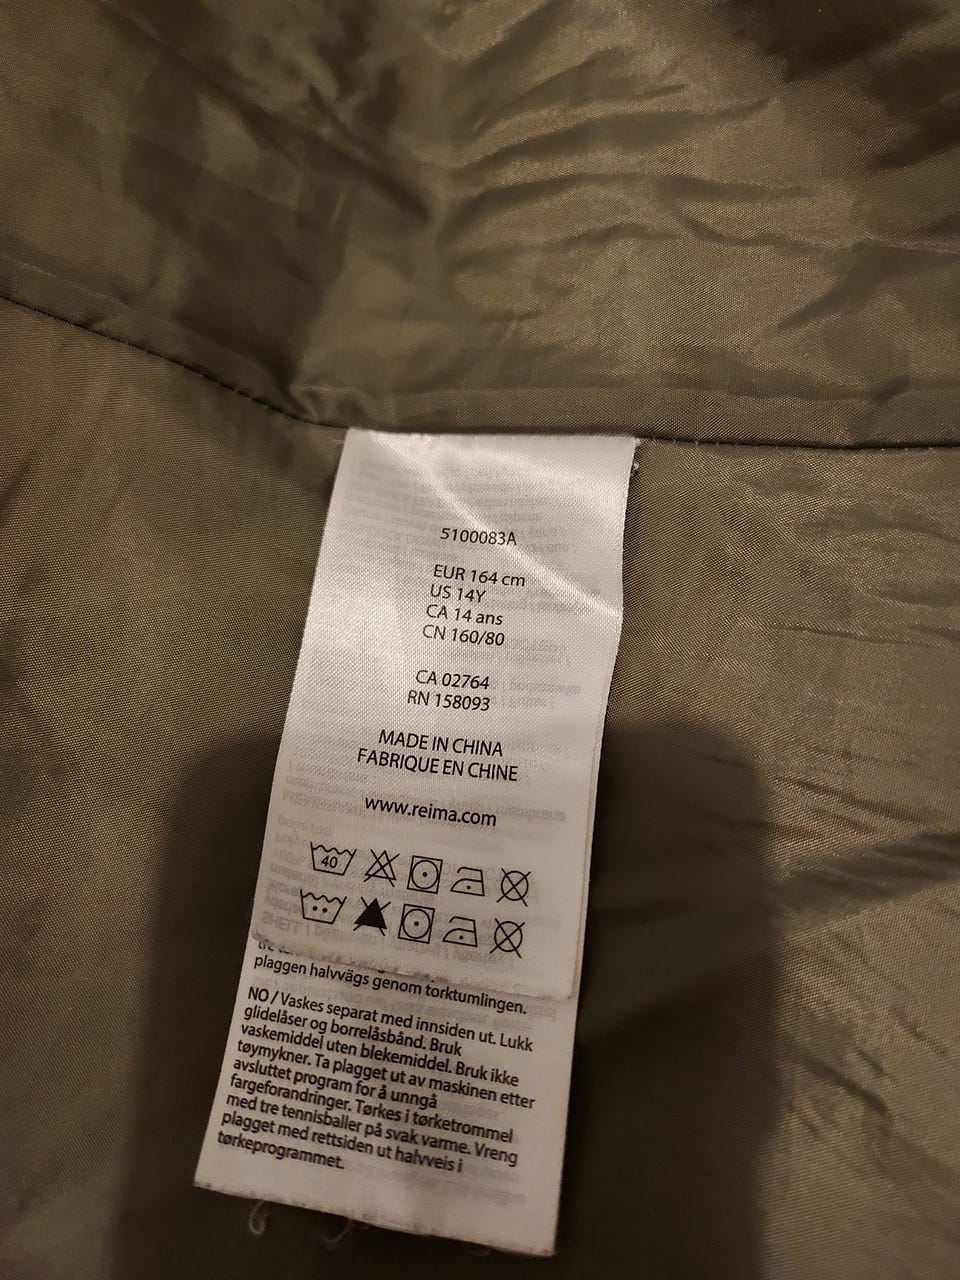 5100083A
EUR 164 cm
US 14Y
CA 14 ans
CN 160/80
CA 02764
RN 158093
MADE IN CHINA
FABRIQUE EN CHINE
www.reima.com
40
plaggen halvvägs genom torktumlingen.
NO / Vaskes separat med innsiden ut. Lukk
glidelåser og borrelåsbånd. Bruk
vaskemiddel uten blekemiddel. Bruk ikke
tøymykner. Ta plagget ut av maskinen etter
avsluttet program for å unngå
fargeforandringer. Tørkes i tørketrommel
med tre tennisballer på svak varme. Vreng
plagget med rettsiden ut halvveis i
tørkeprogrammet.